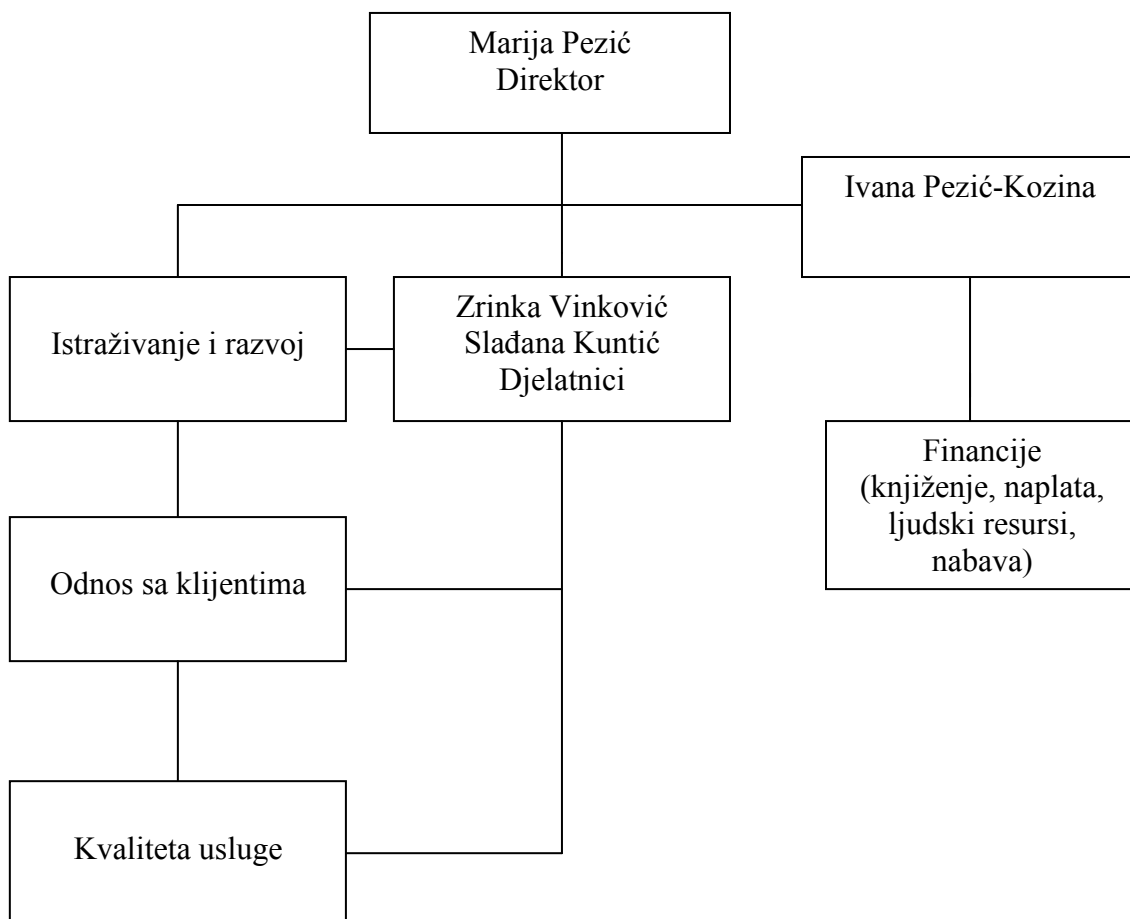 Marija Pezić
Direktor
Ivana Pezić-Kozina
Istraživanje i razvoj
Zrinka Vinković
Slađana Kuntić
Djelatnici
Financije
(knjiženje, naplata,
ljudski resursi,
nabava)
Odnos sa klijentima
Kvaliteta usluge